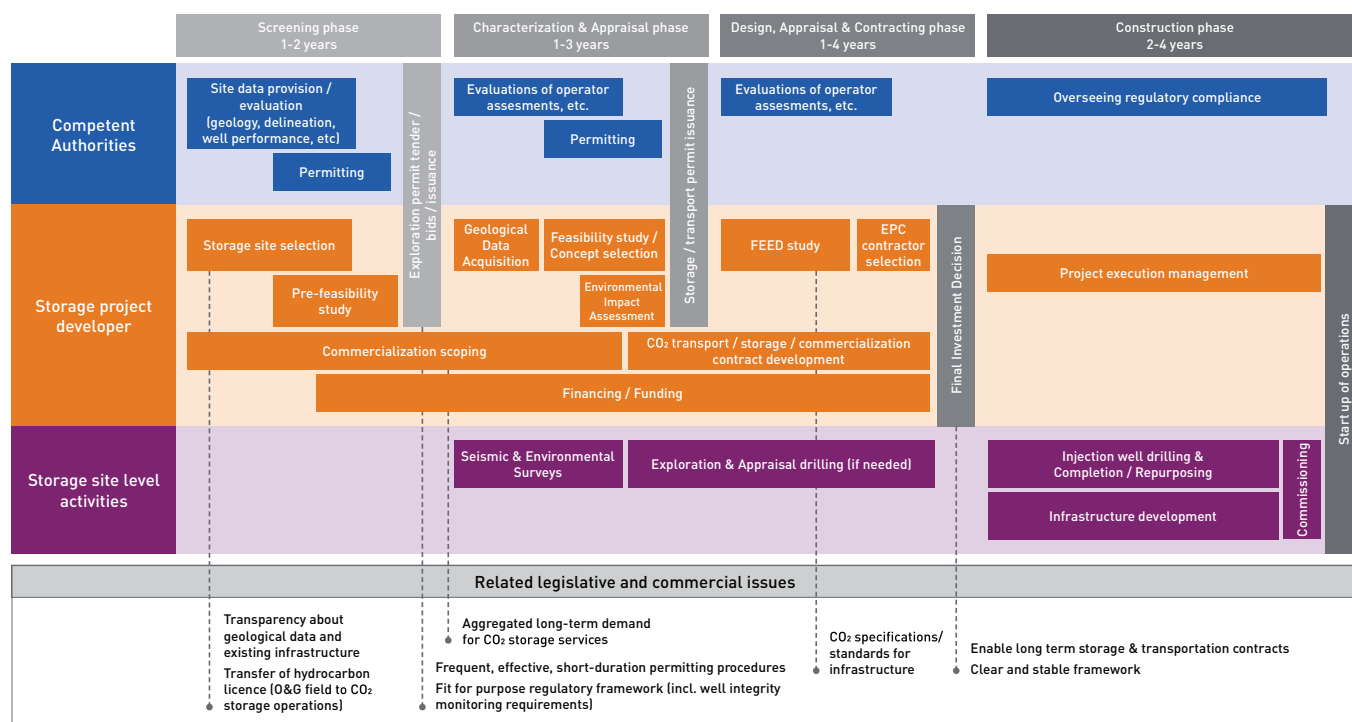 Screening phase
1-2 years
Characterization & Appraisal phase
1-3 years
Design, Appraisal & Contracting phase
1-4 years
Construction phase
2-4 years
Competent
Authorities
Site data provision /
evaluation
(geology, delineation,
well performance, etc)
Permitting
Exploration permit tender /
bids / issuance
Evaluations of operator
assesments, etc.
Permitting
Storage / transport permit issuance
Evaluations of operator
assesments, etc.
Overseeing regulatory compliance
Storage project
developer
Storage site selection
Pre-feasibility
study
Geological
Data
Acquisition
Feasibility study /
Concept selection
Environmental
Impact
Assessment
FEED study
EPC
contractor
selection
Final Investment Decision
Project execution management
Start up of operations
Commercialization scoping
CO₂ transport / storage / commercialization
contract development
Financing / Funding
Storage site level
activities
Seismic & Environmental
Surveys
Exploration & Appraisal drilling (if needed)
Injection well drilling &
Completion / Repurposing
Infrastructure development
Commissioning
Related legislative and commercial issues
Transparency about
geological data and
existing infrastructure
Transfer of hydrocarbon
licence (O&G field to CO₂
storage operations)
Aggregated long-term demand
for CO₂ storage services
Frequent, effective, short-duration permitting procedures
Fit for purpose regulatory framework (incl. well integrity
monitoring requirements)
CO₂ specifications/
standards for
infrastructure
Enable long term storage & transportation contracts
Clear and stable framework